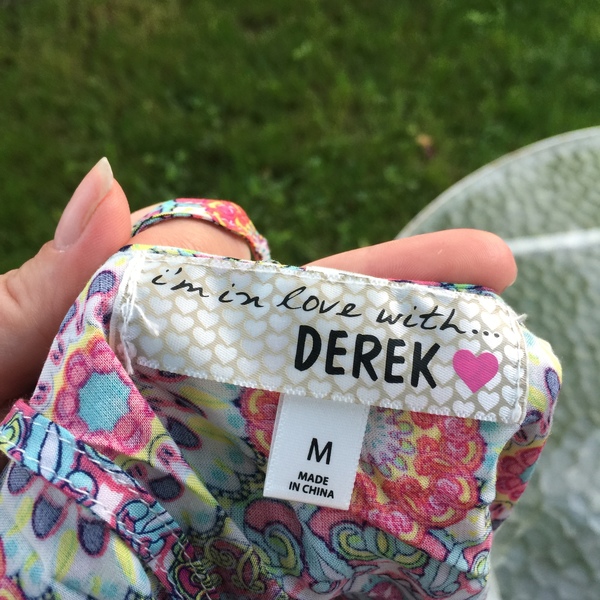 i'm in love with...
DEREK
M
MADE
IN CHINA